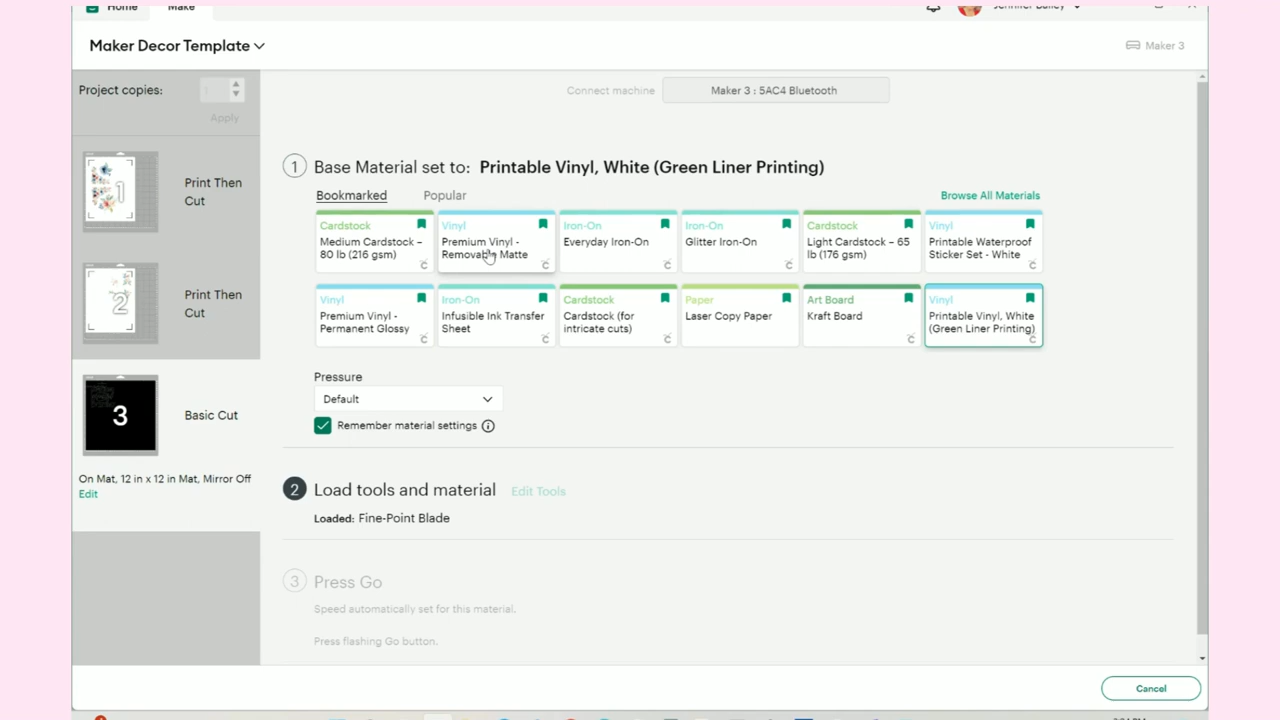 Home
Make
Jennifer Bailey
Maker Decor Template
Maker 3
Project copies:
Apply
Connect machine
Maker 3 : 5AC4 Bluetooth
1
Print Then
Cut
2
Print Then
Cut
3
Basic Cut
On Mat, 12 in x 12 in Mat, Mirror Off
Edit
1 Base Material set to: Printable Vinyl, White (Green Liner Printing)
Bookmarked
Popular
Browse All Materials
Cardstock
Medium Cardstock –
80 lb (216 gsm)
Vinyl
Premium Vinyl -
Removable Matte
Iron-On
Everyday Iron-On
Iron-On
Glitter Iron-On
Cardstock
Light Cardstock – 65
lb (176 gsm)
Vinyl
Printable Waterproof
Sticker Set - White
Vinyl
Premium Vinyl -
Permanent Glossy
Iron-On
Infusible Ink Transfer
Sheet
Cardstock
Cardstock (for
intricate cuts)
Paper
Laser Copy Paper
Art Board
Kraft Board
Vinyl
Printable Vinyl, White
(Green Liner Printing)
Pressure
Default
Remember material settings
2 Load tools and material
Edit Tools
Loaded: Fine-Point Blade
3 Press Go
Speed automatically set for this material.
Press flashing Go button.
Cancel